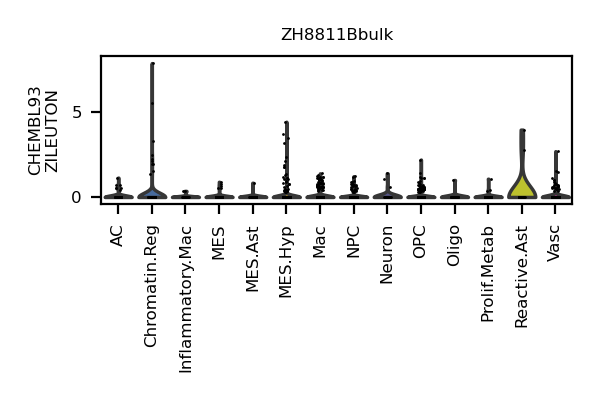 ZH8811Bbulk
CHEMBL93
ZILEUTON
5
0
AC
Chromatin.Reg
Inflammatory.Mac
MES
MES.Ast
MES.Hyp
Mac
NPC
Neuron
OPC
Oligo
Prolif.Metab
Reactive.Ast
Vasc